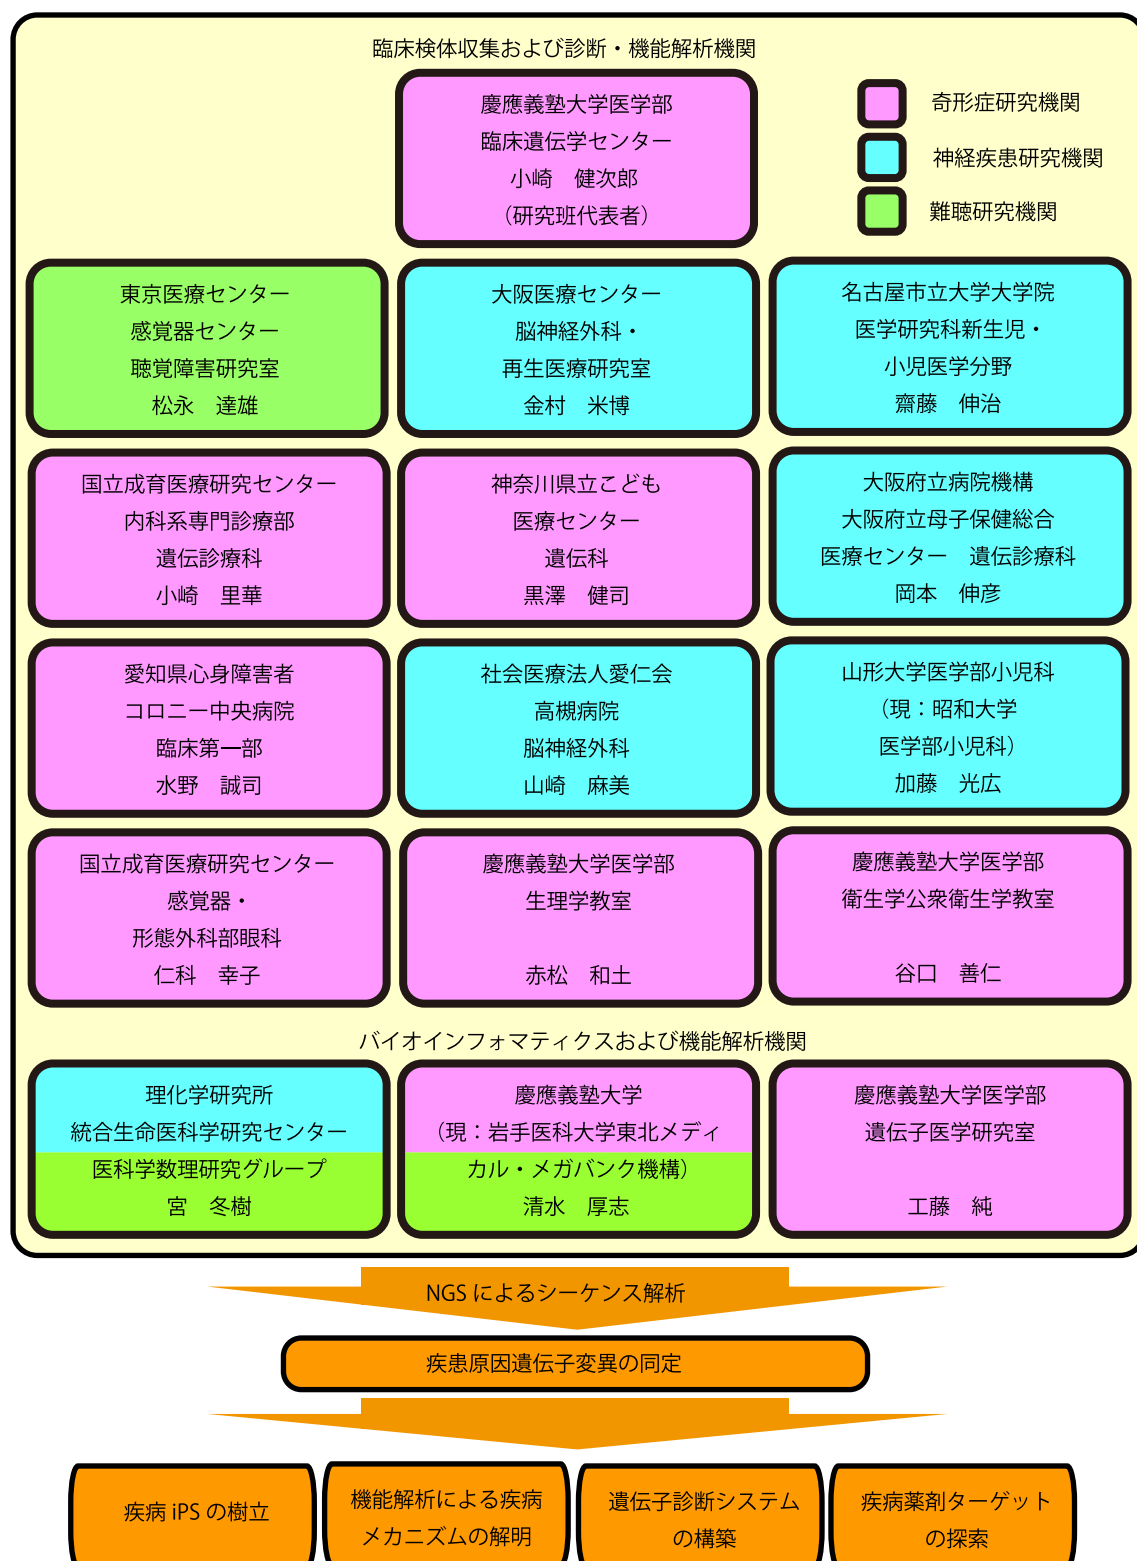 臨床検体収集および診断・機能解析機関
慶應義塾大学医学部
臨床遺伝学センター
小崎　健次郎
（研究班代表者）
奇形症研究機関
神経疾患研究機関
難聴研究機関
東京医療センター
感覚器センター
聴覚障害研究室
松永　達雄
大阪医療センター
脳神経外科・
再生医療研究室
金村　米博
名古屋市立大学大学院
医学研究科新生児・
小児医学分野
齋藤　伸治
国立成育医療研究センター
内科系専門診療部
遺伝診療科
小崎　里華
神奈川県立こども
医療センター
遺伝科
黒澤　健司
大阪府立病院機構
大阪府立母子保健総合
医療センター　遺伝診療科
岡本　伸彦
愛知県心身障害者
コロニー中央病院
臨床第一部
水野　誠司
社会医療法人愛仁会
高槻病院
脳神経外科
山崎　麻美
山形大学医学部小児科
（現：昭和大学
医学部小児科）
加藤　光広
国立成育医療研究センター
感覚器・
形態外科部眼科
仁科　幸子
慶應義塾大学医学部
生理学教室
赤松　和土
慶應義塾大学医学部
衛生学公衆衛生学教室
谷口　善仁
バイオインフォマティクスおよび機能解析機関
理化学研究所
統合生命医科学研究センター
医科学数理研究グループ
宮　冬樹
慶應義塾大学
（現：岩手医科大学東北メディ
カル・メガバンク機構）
清水　厚志
慶應義塾大学医学部
遺伝子医学研究室
工藤　純
NGS によるシーケンス解析
疾患原因遺伝子変異の同定
疾病 iPS の樹立
機能解析による疾病
メカニズムの解明
遺伝子診断システム
の構築
疾病薬剤ターゲット
の探索